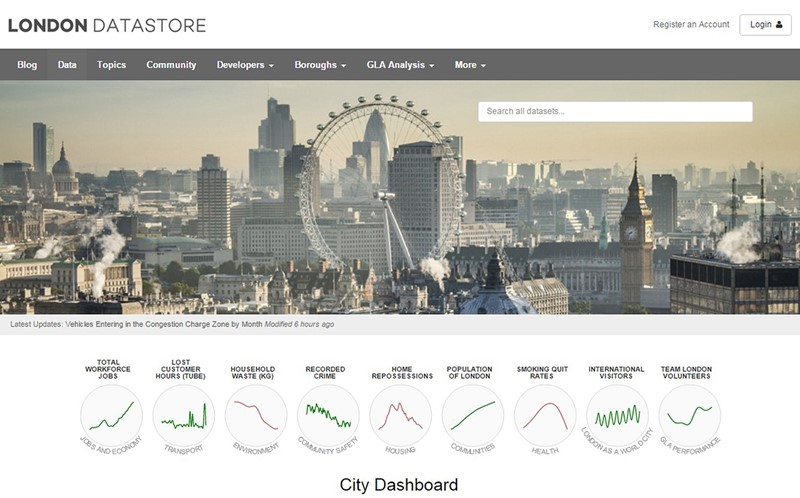 LONDON DATASTORE
Register an Account
Login
Blog
Data
Topics
Community
Developers
Boroughs
GLA Analysis
More
Search all datasets...
Latest Updates: Vehicles Entering in the Congestion Charge Zone by Month Modified 6 hours ago
TOTAL
WORKFORCE
JOBS
JOBS AND ECONOMY
LOST
CUSTOMER
HOURS (TUBE)
TRANSPORT
HOUSEHOLD
WASTE (KG)
ENVIRONMENT
RECORDED
CRIME
COMMUNITY SAFETY
HOME
REPOSSESSIONS
HOUSING
POPULATION
OF LONDON
COMMUNITIES
SMOKING QUIT
RATES
HEALTH
INTERNATIONAL
VISITORS
LONDON AS A WORLD CITY
TEAM LONDON
VOLUNTEERS
GLA PERFORMANCE
City Dashboard